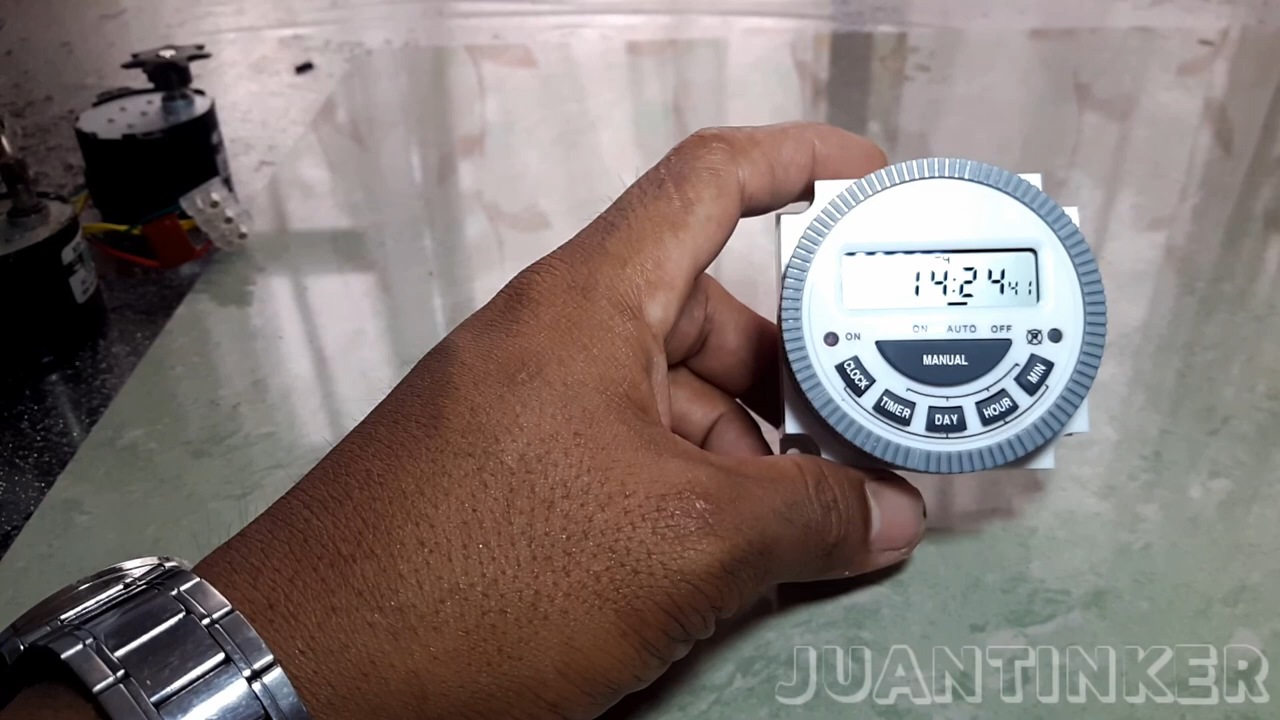 14:24 41
ON
ON AUTO OFF
MANUAL
CLOCK
TIMER
DAY
HOUR
MIN
JUANTINKER